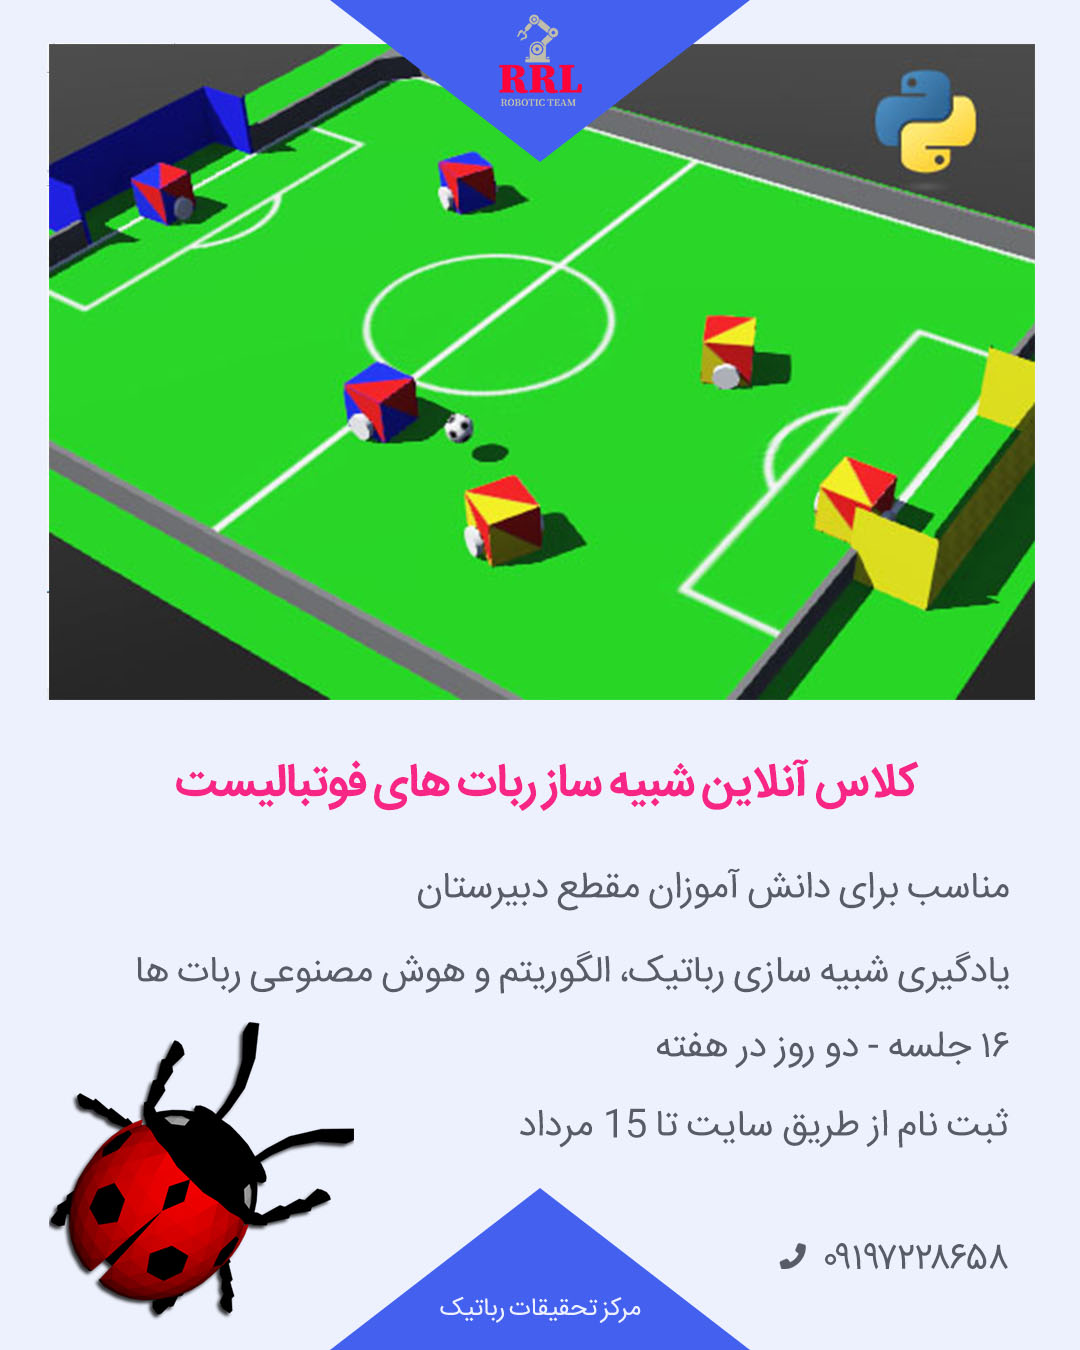 RRL
ROBOTIC TEAM
کلاس آنلاین شبیه ساز ربات های فوتبالیست
مناسب برای دانش آموزان مقطع دبیرستان
یادگیری شبیه سازی رباتیک، الگوریتم و هوش مصنوعی ربات ها
۱۶ جلسه - دو روز در هفته
ثبت نام از طریق سایت تا 15 مرداد
۰۹۱۹۷۲۲۸۶۵۸
مرکز تحقیقات رباتیک